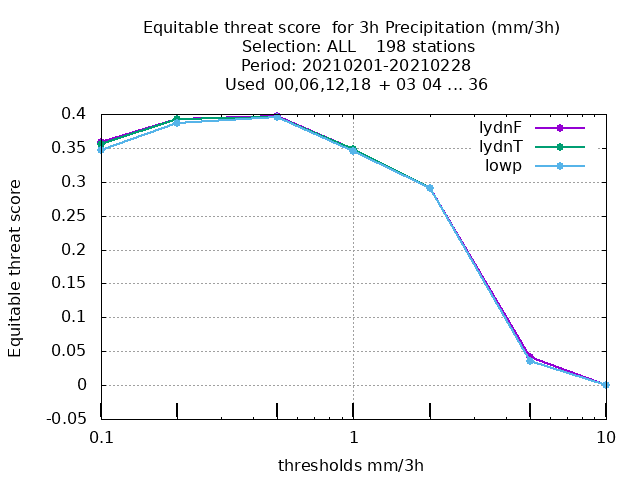 Equitable threat score  for 3h Precipitation (mm/3h)
Selection: ALL    198 stations
Period: 20210201-20210228
Used  00,06,12,18  + 03 04 ... 36
0.4
0.35
0.3
0.25
0.2
0.15
0.1
0.05
0
-0.05
Equitable threat score
lydnF
lydnT
lowp
0.1
1
10
thresholds mm/3h